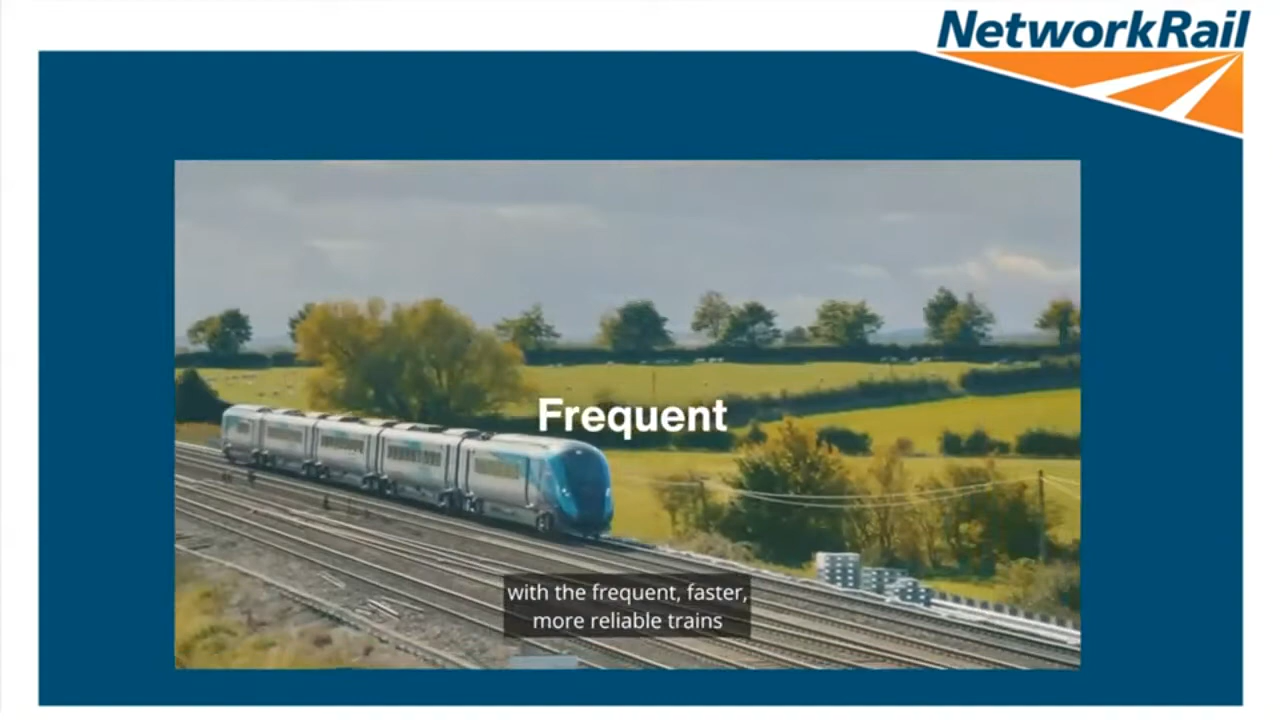 NetworkRail
Frequent
with the frequent, faster,
more reliable trains